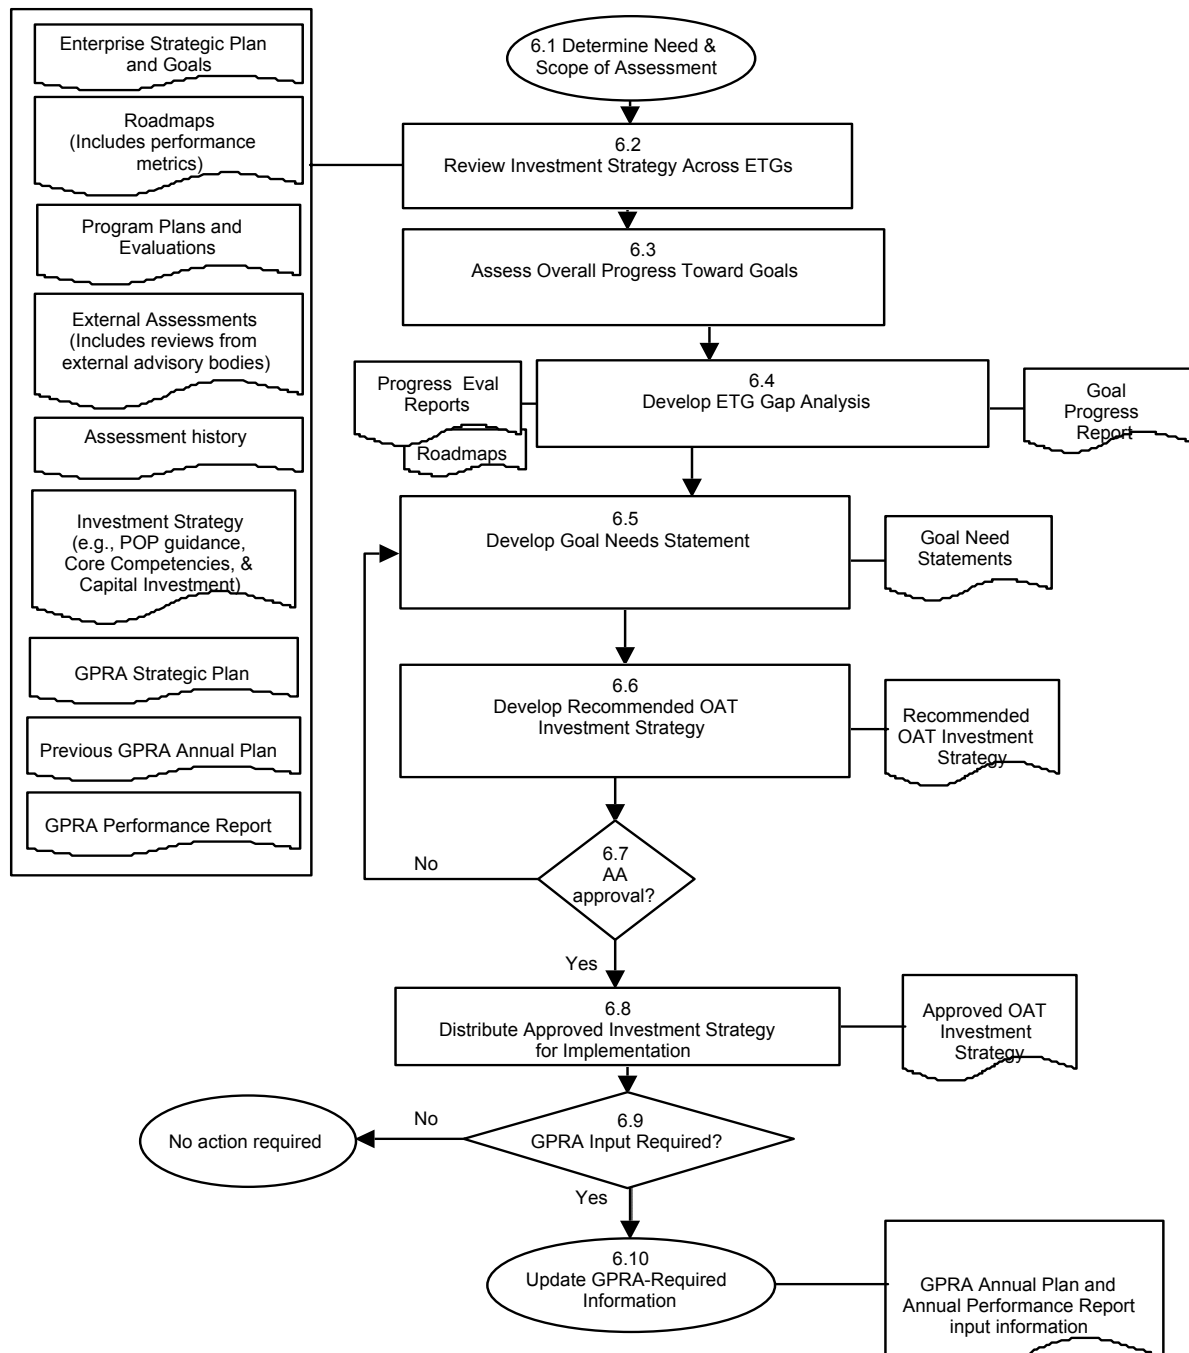 Enterprise Strategic Plan
and Goals
Roadmaps
(Includes performance
metrics)
Program Plans and
Evaluations
External Assessments
(Includes reviews from
external advisory bodies)
Assessment history
Investment Strategy
(e.g., POP guidance,
Core Competencies, &
Capital Investment)
GPRA Strategic Plan
Previous GPRA Annual Plan
GPRA Performance Report
6.1 Determine Need &
Scope of Assessment
6.2
Review Investment Strategy Across ETGs
6.3
Assess Overall Progress Toward Goals
Progress Eval
Reports
Roadmaps
6.4
Develop ETG Gap Analysis
Goal
Progress
Report
6.5
Develop Goal Needs Statement
Goal Need
Statements
6.6
Develop Recommended OAT
Investment Strategy
Recommended
OAT Investment
Strategy
6.7
AA
approval?
No
Yes
6.8
Distribute Approved Investment Strategy
for Implementation
Approved OAT
Investment
Strategy
6.9
GPRA Input Required?
No
No action required
Yes
6.10
Update GPRA-Required
Information
GPRA Annual Plan and
Annual Performance Report
input information